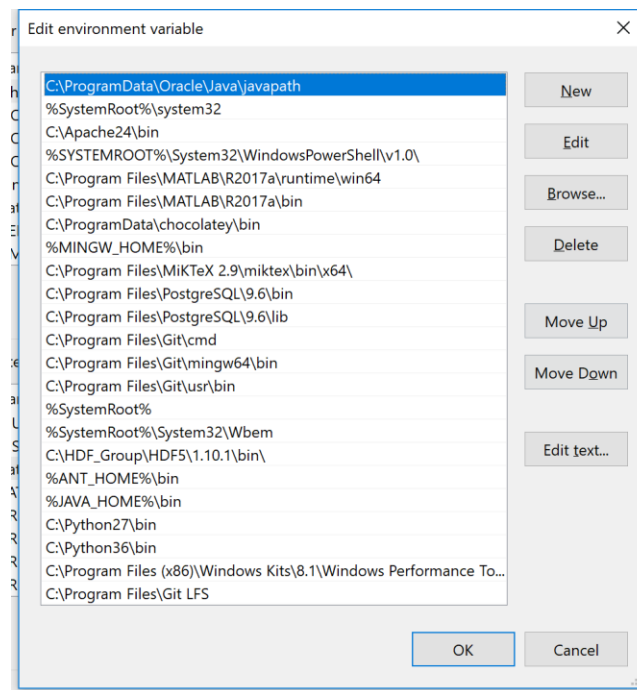 Edit environment variable
C:\ProgramData\Oracle\Java\javapath
%SystemRoot%\system32
C:\Apache24\bin
%SYSTEMROOT%\System32\WindowsPowerShell\v1.0\
C:\Program Files\MATLAB\R2017a\runtime\win64
C:\Program Files\MATLAB\R2017a\bin
C:\ProgramData\chocolatey\bin
%MINGW_HOME%\bin
C:\Program Files\MiKTeX 2.9\miktex\bin\x64\
C:\Program Files\PostgreSQL\9.6\bin
C:\Program Files\PostgreSQL\9.6\lib
C:\Program Files\Git\cmd
C:\Program Files\Git\mingw64\bin
C:\Program Files\Git\usr\bin
%SystemRoot%
%SystemRoot%\System32\Wbem
C:\HDF_Group\HDF5\1.10.1\bin\
%ANT_HOME%\bin
%JAVA_HOME%\bin
C:\Python27\bin
C:\Python36\bin
C:\Program Files (x86)\Windows Kits\8.1\Windows Performance To...
C:\Program Files\Git LFS
New
Edit
Browse...
Delete
Move Up
Move Down
Edit text...
OK
Cancel